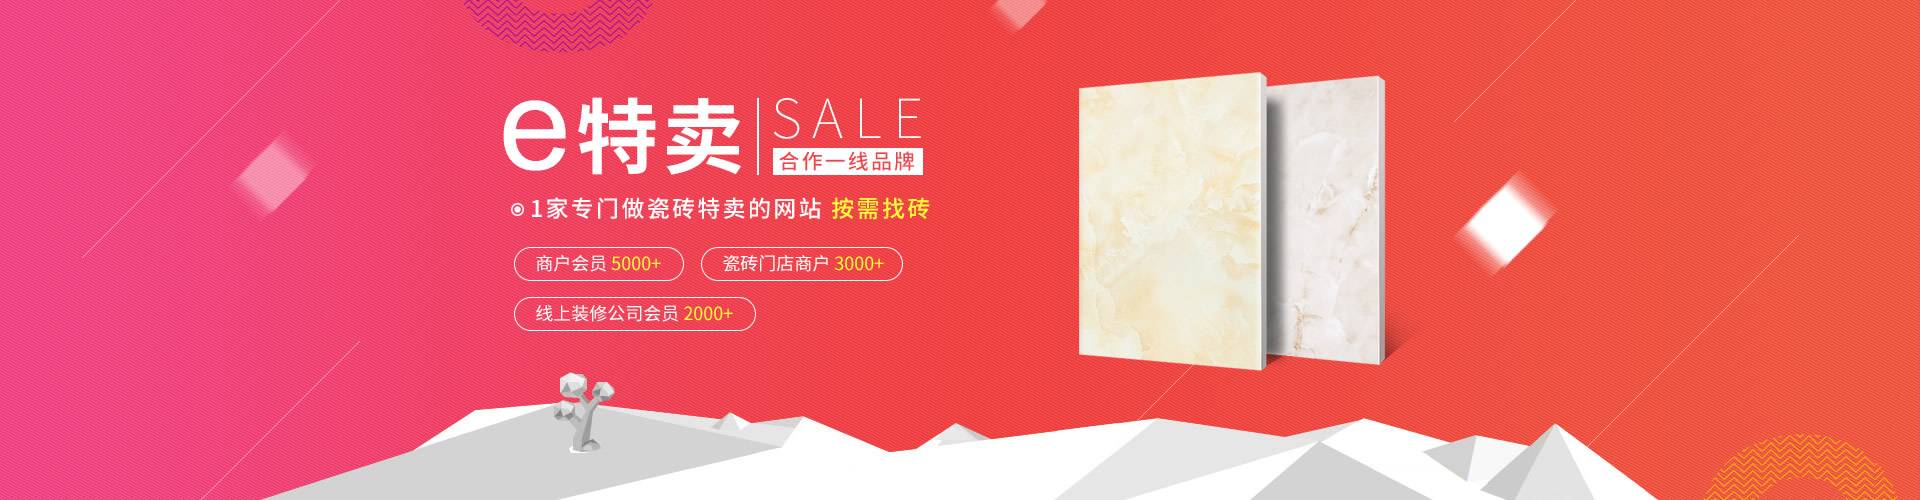 e特卖
SALE
合作一线品牌
1家专门做瓷砖特卖的网站 按需找砖
商户会员 5000+
瓷砖门店商户 3000+
线上装修公司会员 2000+